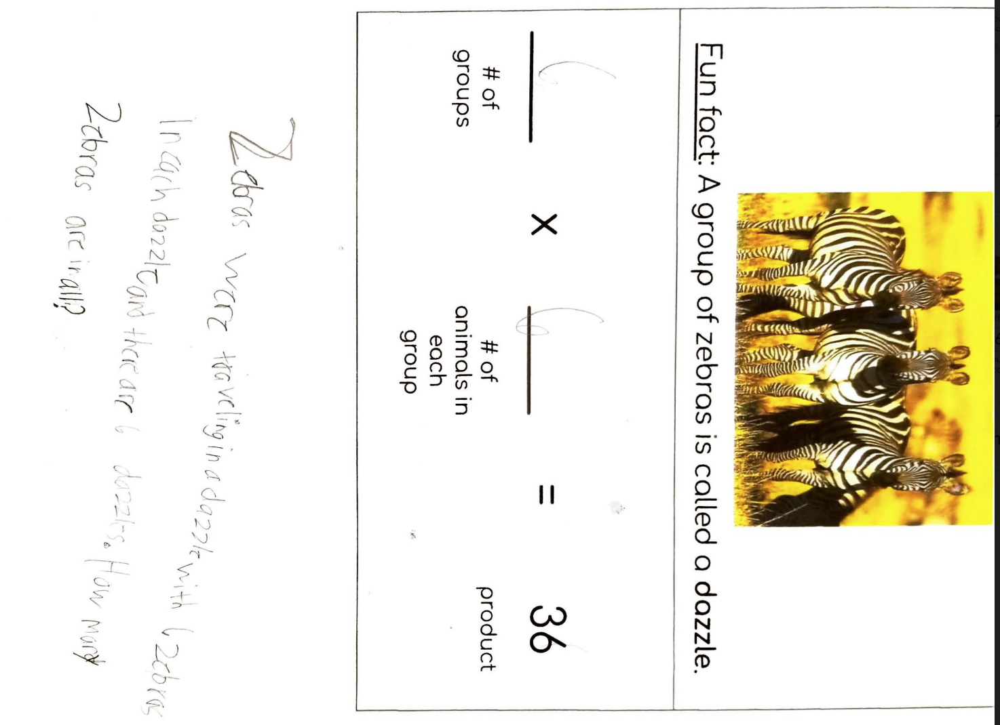 Fun fact: A group of zebras is called a dazzle.
6 x 6 = 36
# of groups
# of animals in each group
product
Zebras were traveling in a dazzle with 6 zebras
In each dazzle and there are 6 dazzles. How many
Zebras are in all?